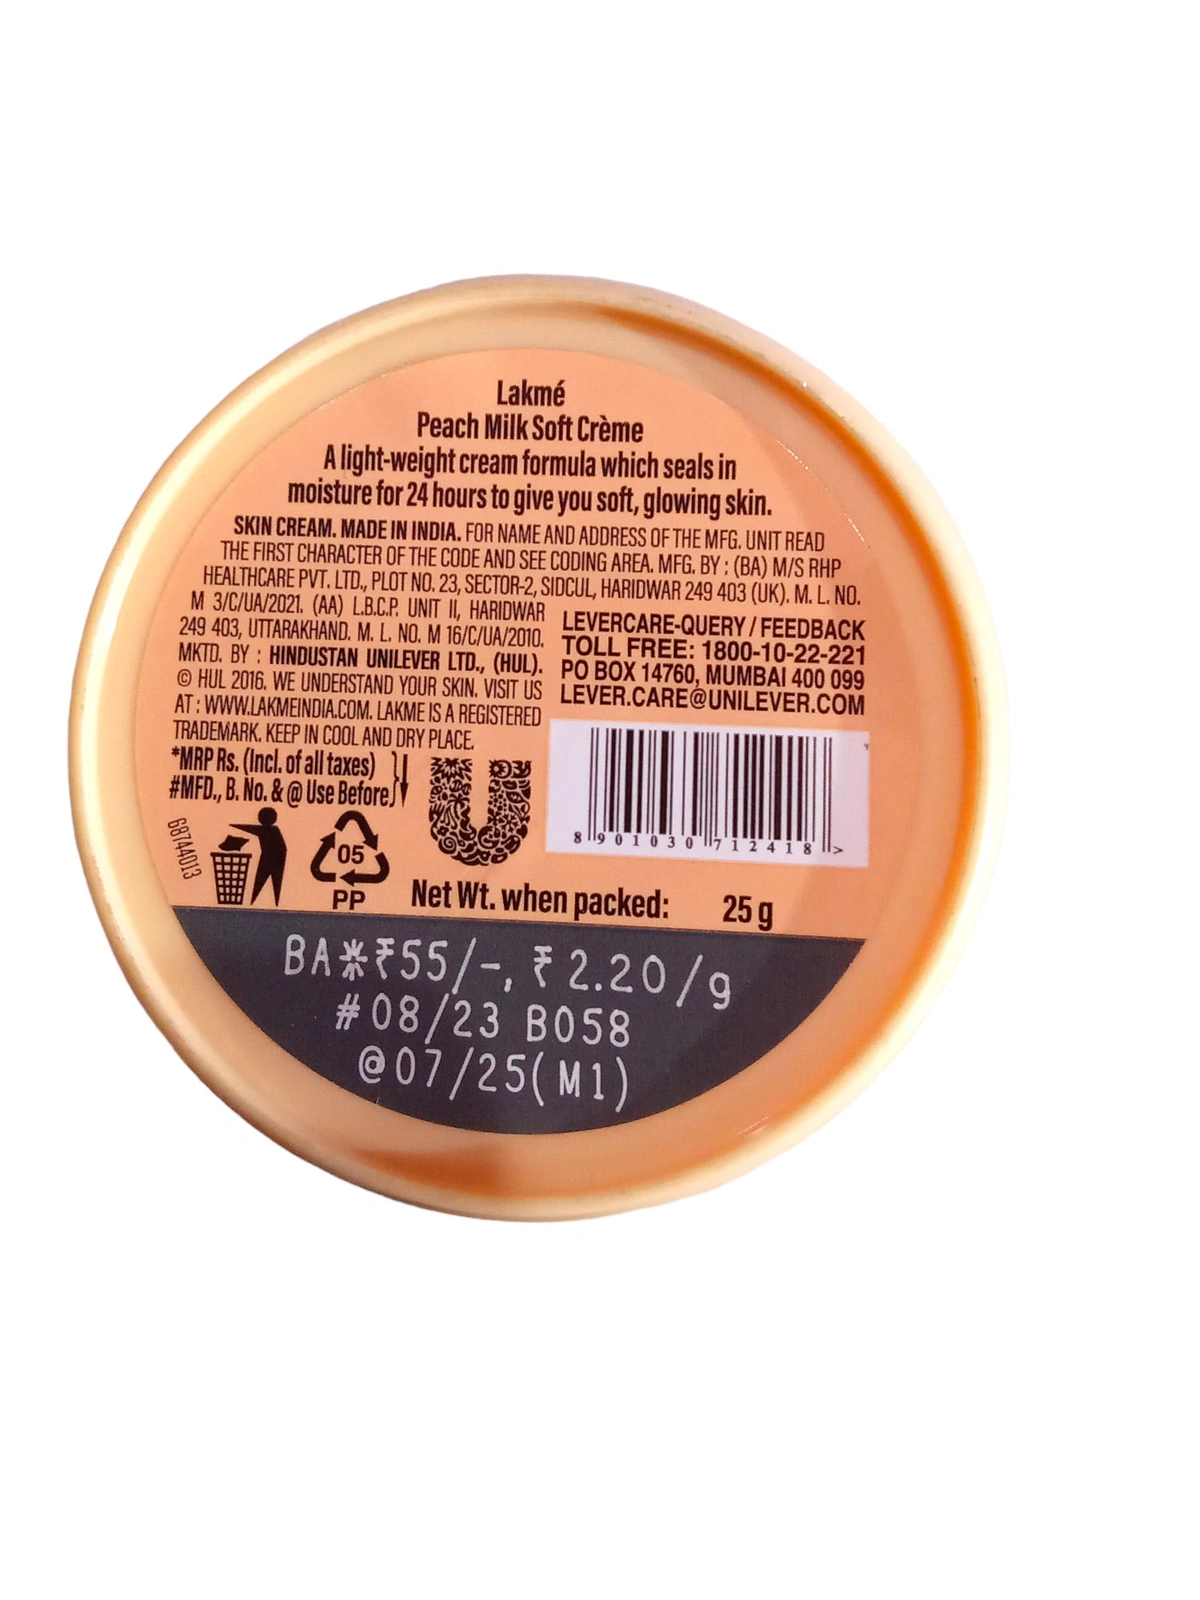 Lakmé
Peach Milk Soft Crème
A light-weight cream formula which seals in
moisture for 24 hours to give you soft, glowing skin.
SKIN CREAM. MADE IN INDIA. FOR NAME AND ADDRESS OF THE MFG. UNIT READ
THE FIRST CHARACTER OF THE CODE AND SEE CODING AREA. MFG. BY : (BA) M/S RHP
HEALTHCARE PVT. LTD., PLOT NO. 23, SECTOR-2, SIDCUL, HARIDWAR 249 403 (UK). M. L. NO.
M 3/C/UA/2021. (AA) L.B.C.P. UNIT II, HARIDWAR
249 403, UTTARAKHAND. M. L. NO. M 16/C/UA/2010.
MKTD. BY : HINDUSTAN UNILEVER LTD., (HUL).
© HUL 2016. WE UNDERSTAND YOUR SKIN. VISIT US
AT : WWW.LAKMEINDIA.COM. LAKME IS A REGISTERED
TRADEMARK. KEEP IN COOL AND DRY PLACE.
LEVERCARE-QUERY / FEEDBACK
TOLL FREE: 1800-10-22-221
PO BOX 14760, MUMBAI 400 099
LEVER.CARE@UNILEVER.COM
*MRP Rs. (Incl. of all taxes)
#MFD., B. No. & @ Use Before
8 901030 712418 >
68744013
05
PP
Net Wt. when packed: 25 g
BA*₹55/-, ₹ 2.20/g
#08/23 B058
@07/25(M1)